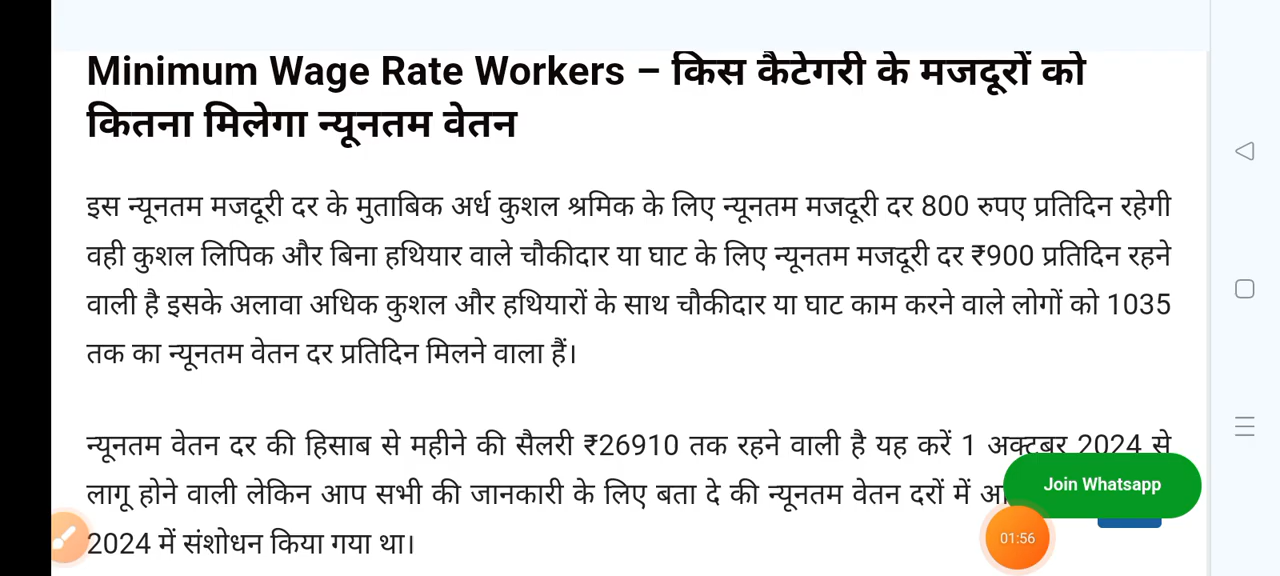 Minimum Wage Rate Workers – किस कैटेगरी के मजदूरों को
कितना मिलेगा न्यूनतम वेतन
इस न्यूनतम मजदूरी दर के मुताबिक अर्ध कुशल श्रमिक के लिए न्यूनतम मजदूरी दर 800 रुपए प्रतिदिन रहेगी
वही कुशल लिपिक और बिना हथियार वाले चौकीदार या घाट के लिए न्यूनतम मजदूरी दर ₹900 प्रतिदिन रहने
वाली है इसके अलावा अधिक कुशल और हथियारों के साथ चौकीदार या घाट काम करने वाले लोगों को 1035
तक का न्यूनतम वेतन दर प्रतिदिन मिलने वाला हैं।
न्यूनतम वेतन दर की हिसाब से महीने की सैलरी ₹26910 तक रहने वाली है यह करें 1 अक्टूबर 2024 से
लागू होने वाली लेकिन आप सभी की जानकारी के लिए बता दे की न्यूनतम वेतन दरों में
Join Whatsapp
2024 में संशोधन किया गया था।
01:56